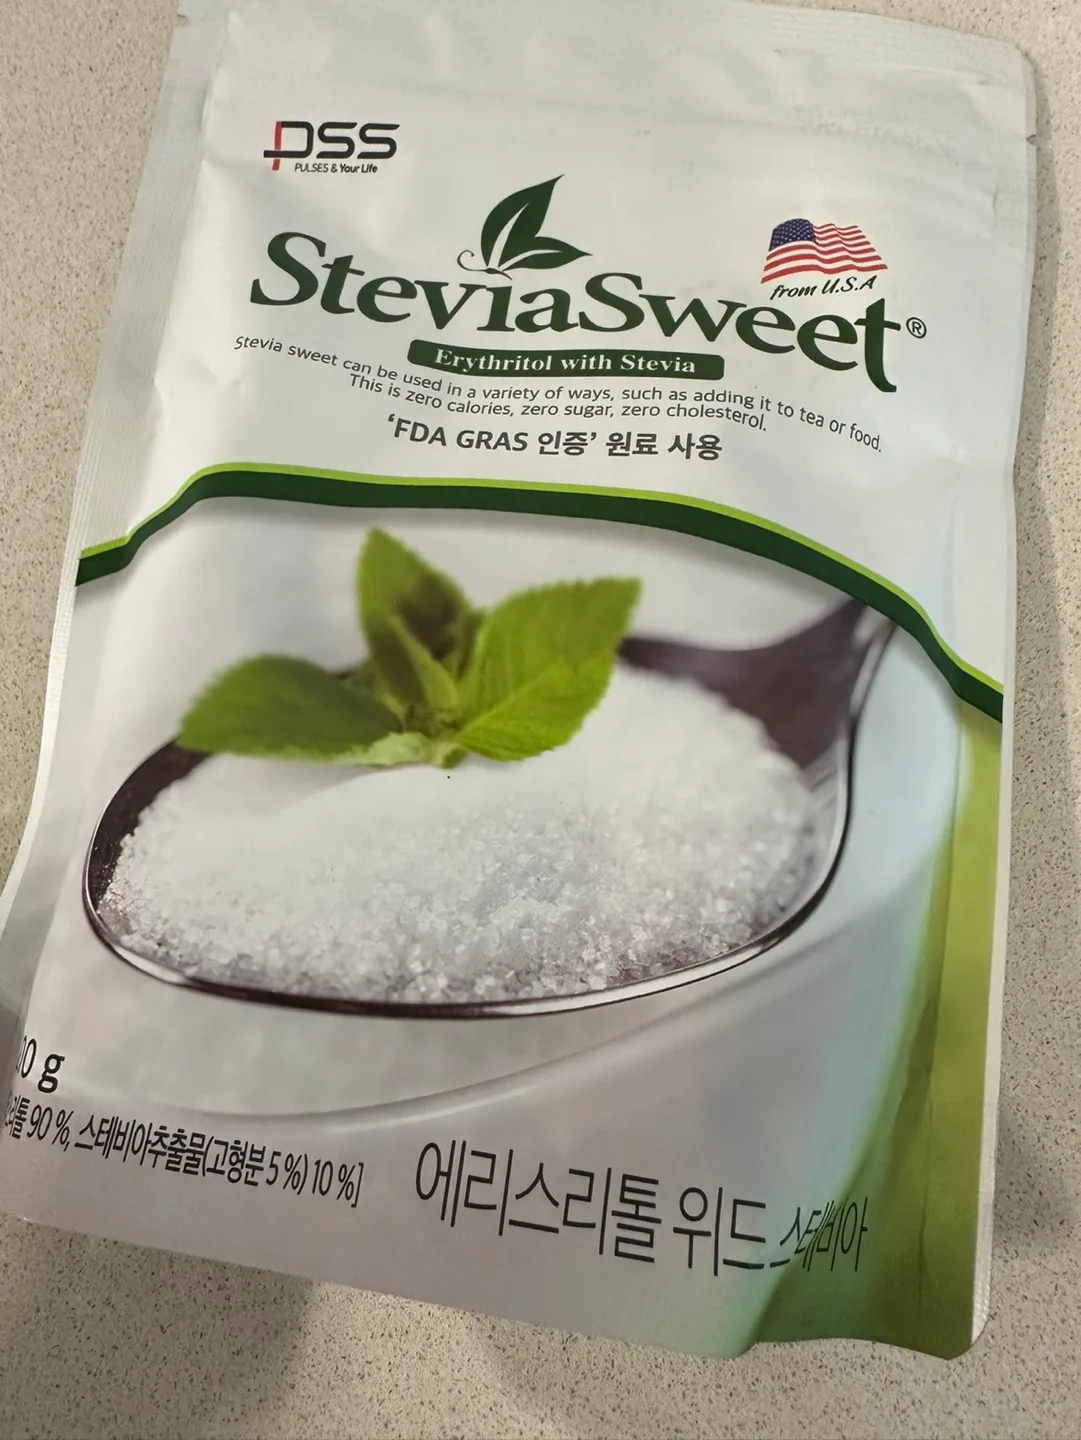 PSS
PULSES & Your Life
from U.S.A
SteviaSweet®
Erythritol with Stevia
Stevia sweet can be used in a variety of ways, such as adding it to tea or food.
This is zero calories, zero sugar, zero cholesterol.
'FDA GRAS 인증' 원료 사용
g
90 %, 스테비아추출물(고형분 5 %) 10 %]
에리스리톨 위드 스테비아